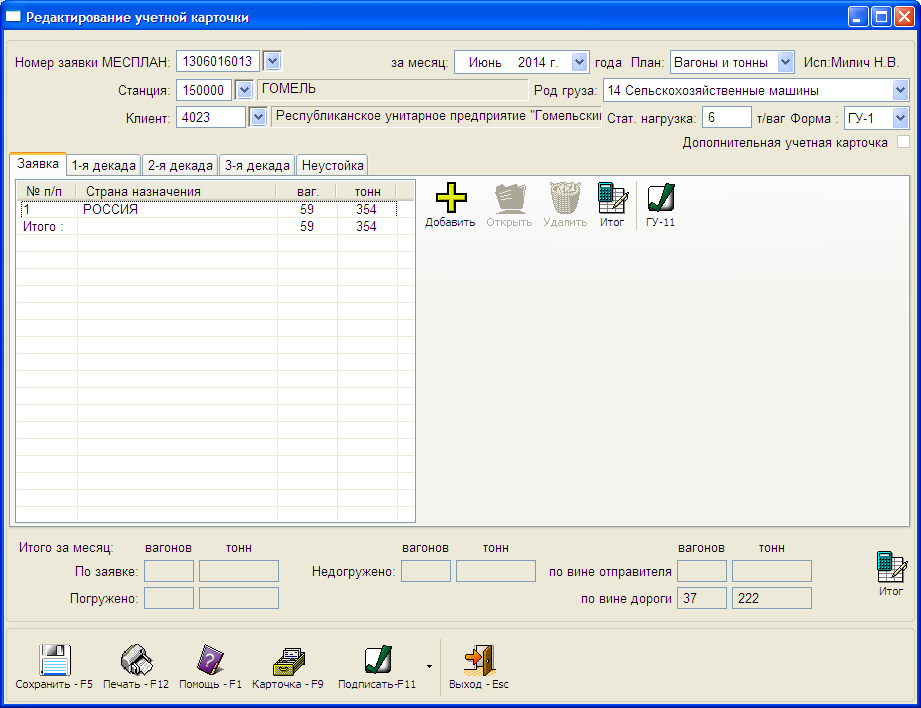 Редактирование учетной карточки
Номер заявки МЕСПЛАН: 1306016013 за месяц: Июнь 2014 г. года План: Вагоны и тонны Исп:Милич Н.В.
Станция: 150000 ГОМЕЛЬ Род груза: 14 Сельскохозяйственные машины
Клиент: 4023 Республиканское унитарное предприятие "Гомельски Стат. нагрузка: 6 т/ваг Форма : ГУ-1
Дополнительная учетная карточка
Заявка 1-я декада 2-я декада 3-я декада Неустойка
№ п/п Страна назначения ваг. тонн
1 РОССИЯ 59 354
Итого : 59 354
Добавить Открыть Удалить Итог ГУ-11
Итого за месяц: вагонов тонн вагонов тонн вагонов тонн
По заявке: Недогружено: по вине отправителя
Погружено: по вине дороги 37 222
Итог
Сохранить - F5 Печать - F12 Помощь - F1 Карточка - F9 Подписать-F11 Выход - Esc